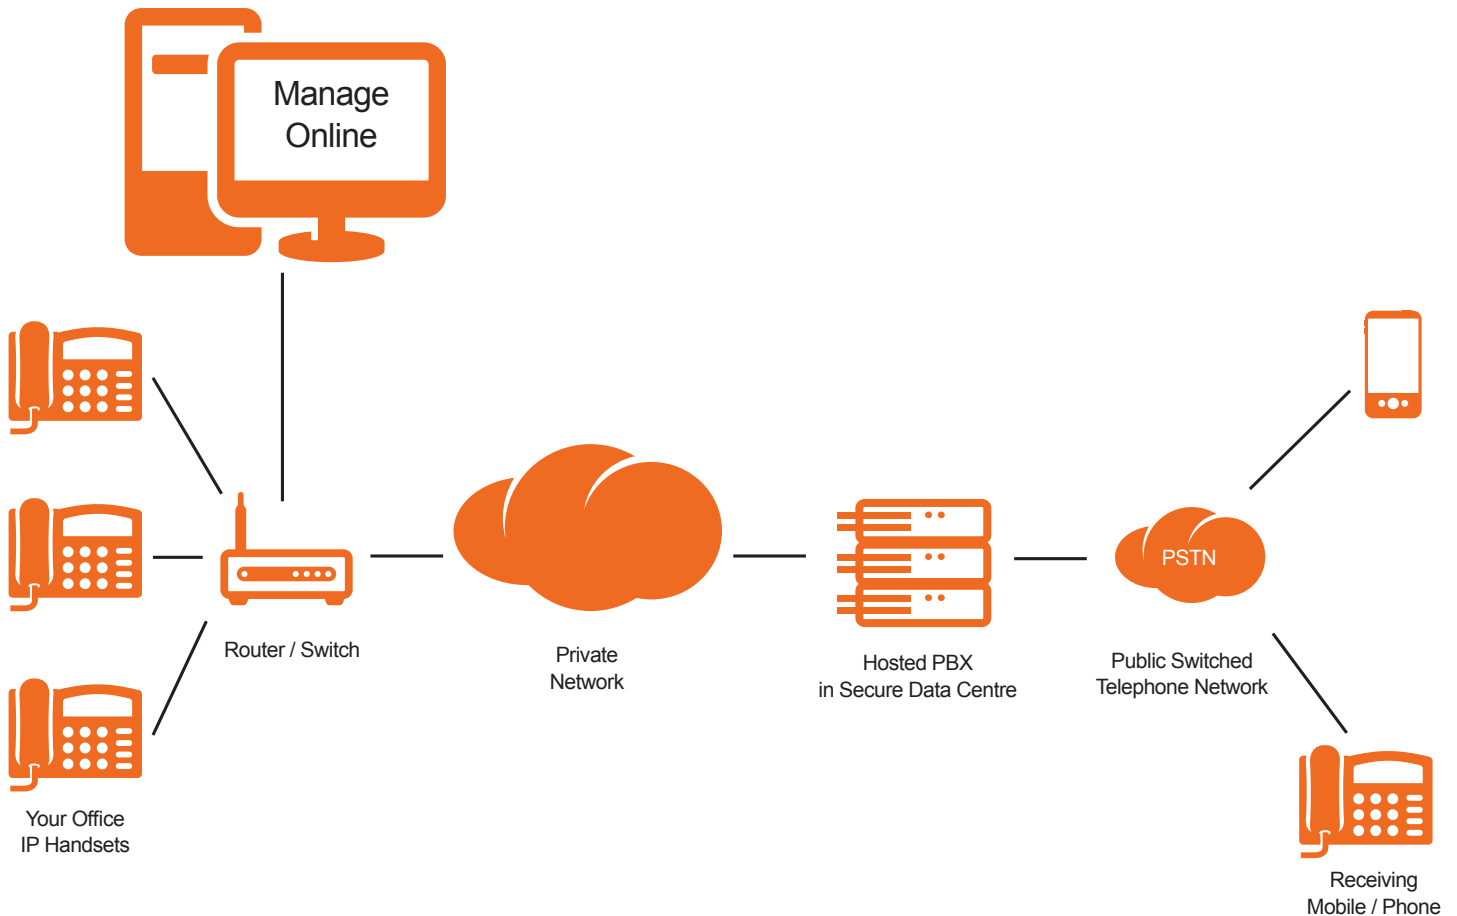 Manage
Online
Router / Switch
Private
Network
Hosted PBX
in Secure Data Centre
PSTN
Public Switched
Telephone Network
Your Office
IP Handsets
Receiving
Mobile / Phone